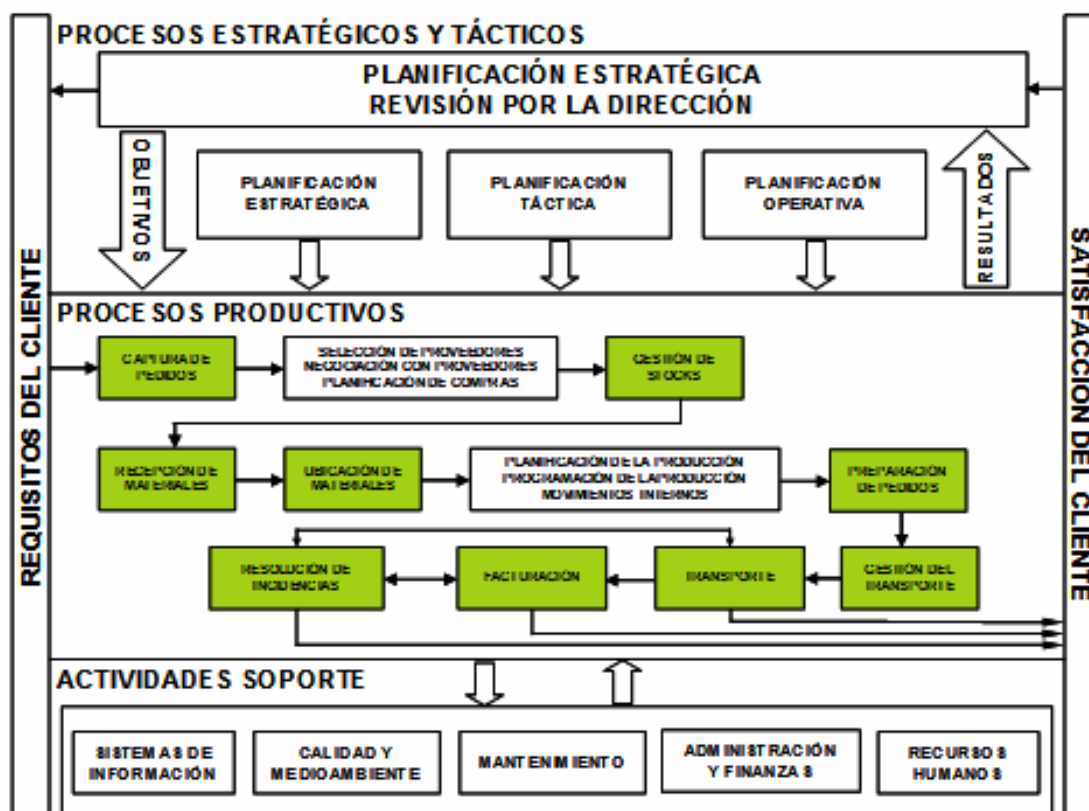 PROCESOS ESTRATÉGICOS Y TÁCTICOS
PLANIFICACIÓN ESTRATÉGICA
REVISIÓN POR LA DIRECCIÓN
OBJETIVOS
PLANIFICACIÓN
ESTRATÉGICA
PLANIFICACIÓN
TÁCTICA
PLANIFICACIÓN
OPERATIVA
RESULTADOS
REQUISITOS DEL CLIENTE
SATISFACCIÓN DEL CLIENTE
PROCESOS PRODUCTIVOS
CAPTURA DE
PEDIDOS
SELECCIÓN DE PROVEEDORES
NEGOCIACIÓN CON PROVEEDORES
PLANIFICACIÓN DE COMPRAS
GESTIÓN DE
STOCKS
RECEPCIÓN DE
MATERIALES
UBICACIÓN DE
MATERIALES
PLANIFICACIÓN DE LA PRODUCCIÓN
PROGRAMACIÓN DE LA PRODUCCIÓN
MOVIMIENTOS INTERNOS
PREPARACIÓN
DE PEDIDOS
RESOLUCIÓN DE
INCIDENCIAS
FACTURACIÓN
TRANSPORTE
GESTIÓN DEL
TRANSPORTE
ACTIVIDADES SOPORTE
SISTEMAS DE
INFORMACIÓN
CALIDAD Y
MEDIOAMBIENTE
MANTENIMIENTO
ADMINISTRACIÓN
Y FINANZAS
RECURSOS
HUMANOS